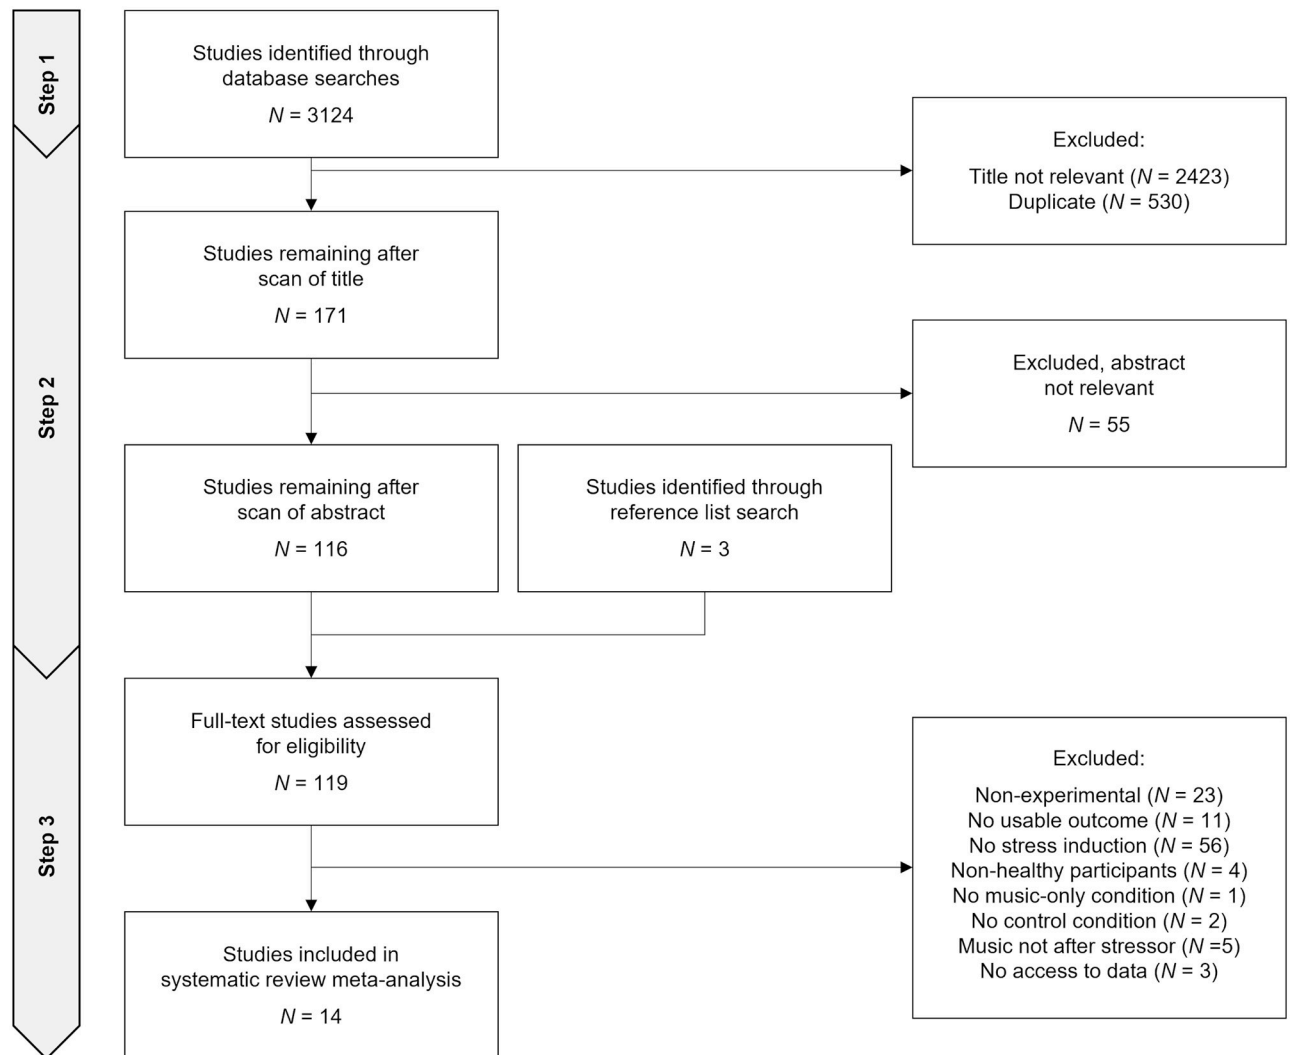 Step 1
Studies identified through
database searches
N = 3124
Excluded:
Title not relevant (N = 2423)
Duplicate (N = 530)
Step 2
Studies remaining after
scan of title
N = 171
Excluded, abstract
not relevant
N = 55
Studies remaining after
scan of abstract
N = 116
Studies identified through
reference list search
N = 3
Step 3
Full-text studies assessed
for eligibility
N = 119
Excluded:
Non-experimental (N = 23)
No usable outcome (N = 11)
No stress induction (N = 56)
Non-healthy participants (N = 4)
No music-only condition (N = 1)
No control condition (N = 2)
Music not after stressor (N =5)
No access to data (N = 3)
Studies included in
systematic review meta-analysis
N = 14